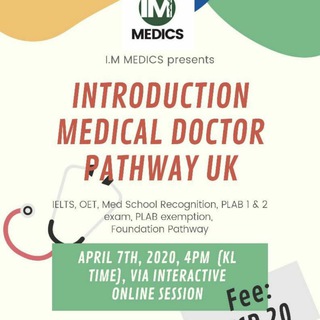 I.M
MEDICS
I.M MEDICS presents
INTRODUCTION
MEDICAL DOCTOR
PATHWAY UK
IELTS, OET, Med School Recognition, PLAB 1 & 2
exam, PLAB exemption,
Foundation Pathway
APRIL 7TH, 2020, 4PM (KL
TIME), VIA INTERACTIVE
ONLINE SESSION
Fee:
20